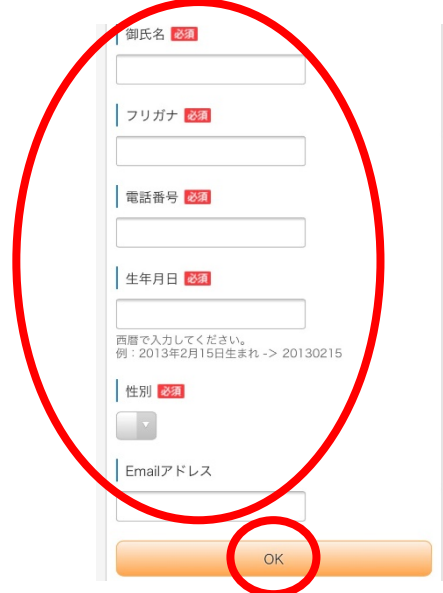 御氏名 必須
フリガナ 必須
電話番号 必須
生年月日 必須
西暦で入力してください。
例：2013年2月15日生まれ -> 20130215
性別 必須
Emailアドレス
OK